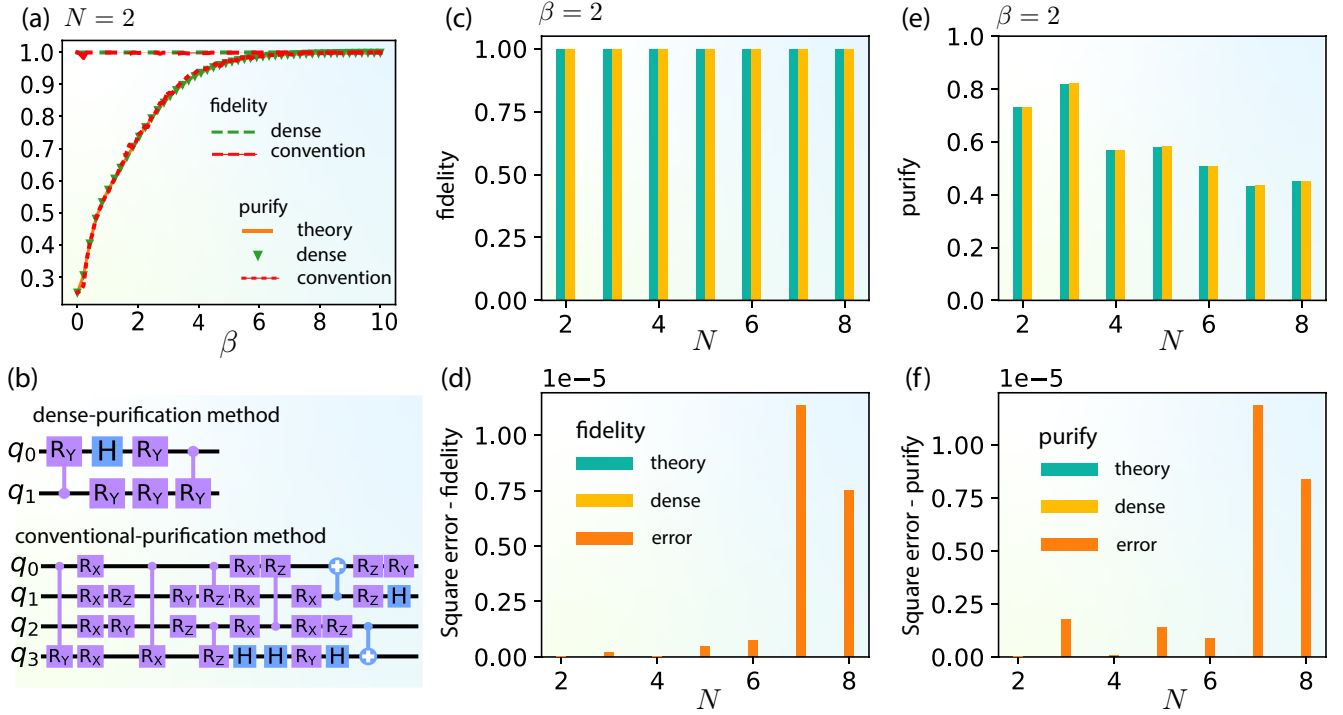 (a) N = 2
1.0
0.9
0.8
0.7
0.6
0.5
0.4
0.3
fidelity
dense
convention
purify
theory
dense
convention
0 2 4 6 8 10
β
(b)
dense-purification method
q0 RY H RY
q1 RY RY RY
conventional-purification method
q0 RX RX RZ RZ RY
q1 RX RZ RY RZ RX RX RZ H
q2 RX RY RZ RX RX RZ
q3 RY RX RX RZ H H RY H
(c) β = 2
1.00
0.75
0.50
0.25
0.00
fidelity
2 4 6 8
N
(d) 1e-5
1.00
0.75
0.50
0.25
0.00
Square error - fidelity
fidelity
theory
dense
error
2 4 6 8
N
(e) β = 2
1.0
0.8
0.6
0.4
0.2
0.0
purify
2 4 6 8
N
(f) 1e-5
1.00
0.75
0.50
0.25
0.00
Square error - purify
purify
theory
dense
error
2 4 6 8
N